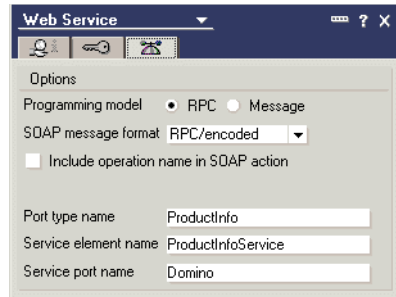 Web Service ? X
Options
Programming model RPC Message
SOAP message format RPC/encoded
Include operation name in SOAP action
Port type name ProductInfo
Service element name ProductInfoService
Service port name Domino